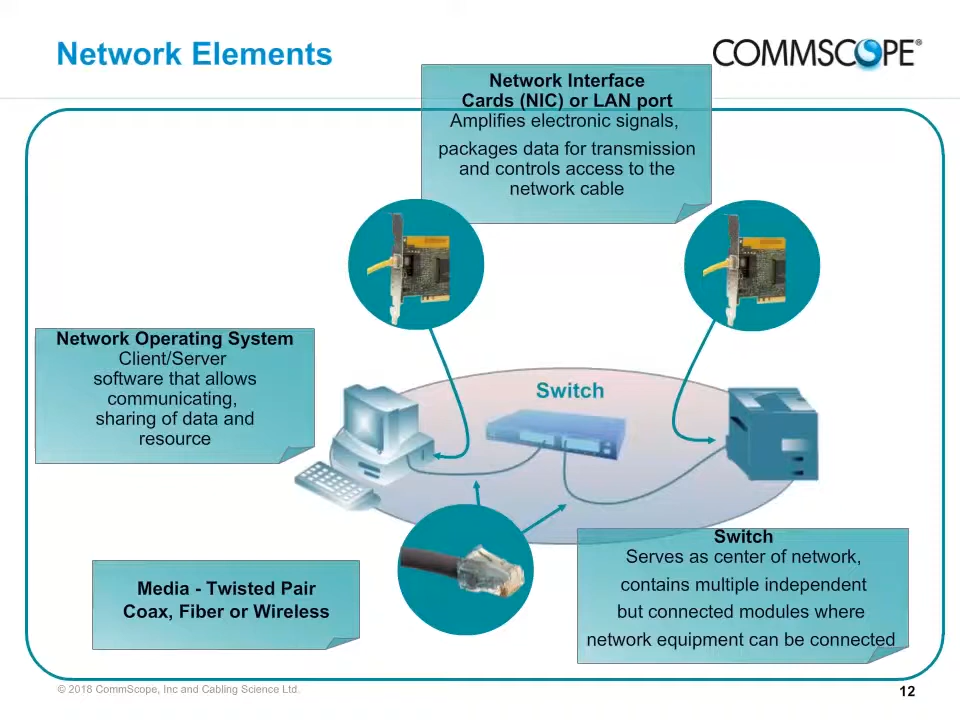 Network Elements
COMMSCOPE®
Network Interface
Cards (NIC) or LAN port
Amplifies electronic signals,
packages data for transmission
and controls access to the
network cable
Network Operating System
Client/Server
software that allows
communicating,
sharing of data and
resource
Switch
Media - Twisted Pair
Coax, Fiber or Wireless
Switch
Serves as center of network,
contains multiple independent
but connected modules where
network equipment can be connected
© 2018 CommScope, Inc and Cabling Science Ltd.
12